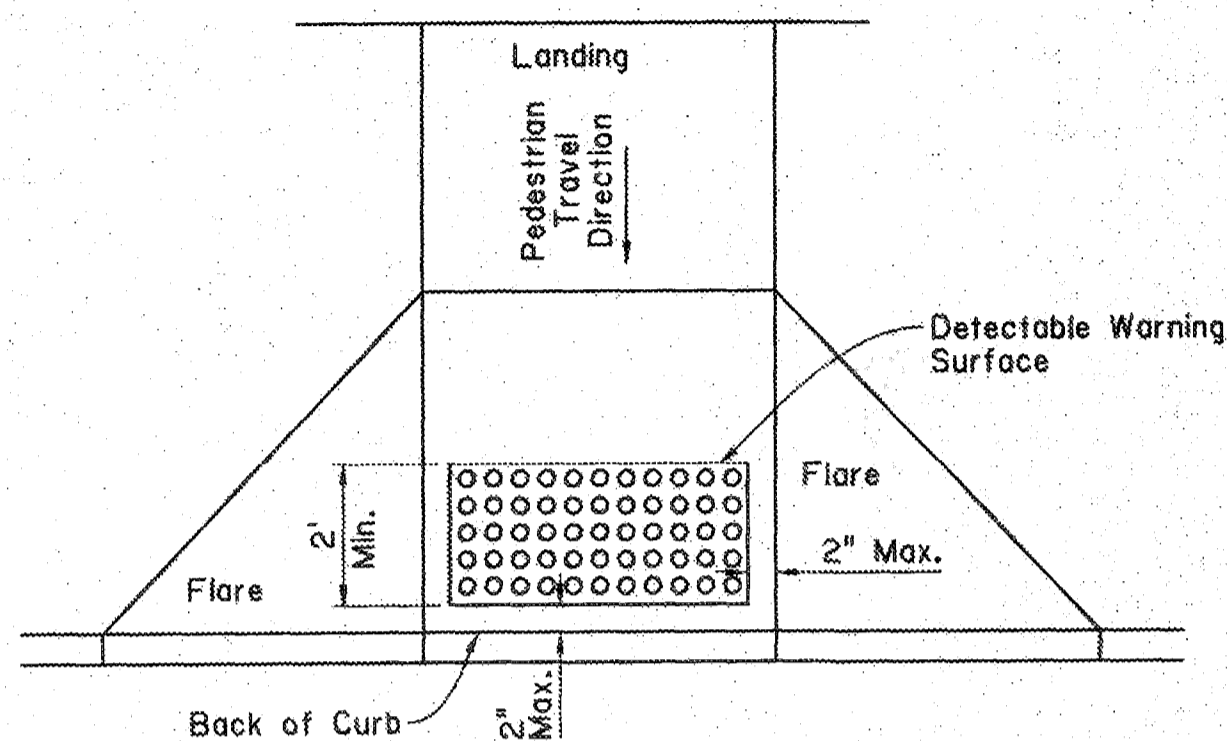 Landing
Pedestrian
Travel
Direction
Detectable Warning
Surface
Flare
2'
Min.
2" Max.
Flare
Back of Curb
2"
Max.